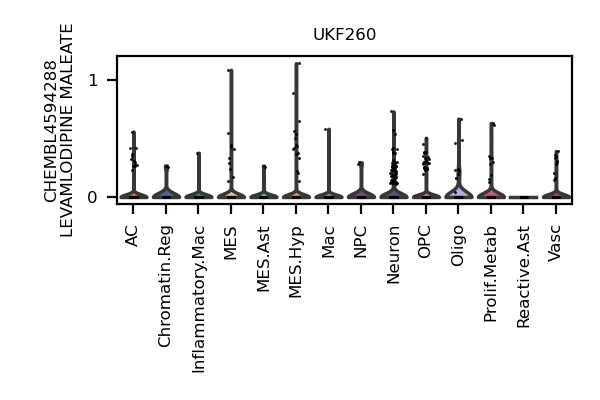 UKF260
CHEMBL4594288
LEVAMLODIPINE MALEATE
1
0
AC
Chromatin.Reg
Inflammatory.Mac
MES
MES.Ast
MES.Hyp
Mac
NPC
Neuron
OPC
Oligo
Prolif.Metab
Reactive.Ast
Vasc